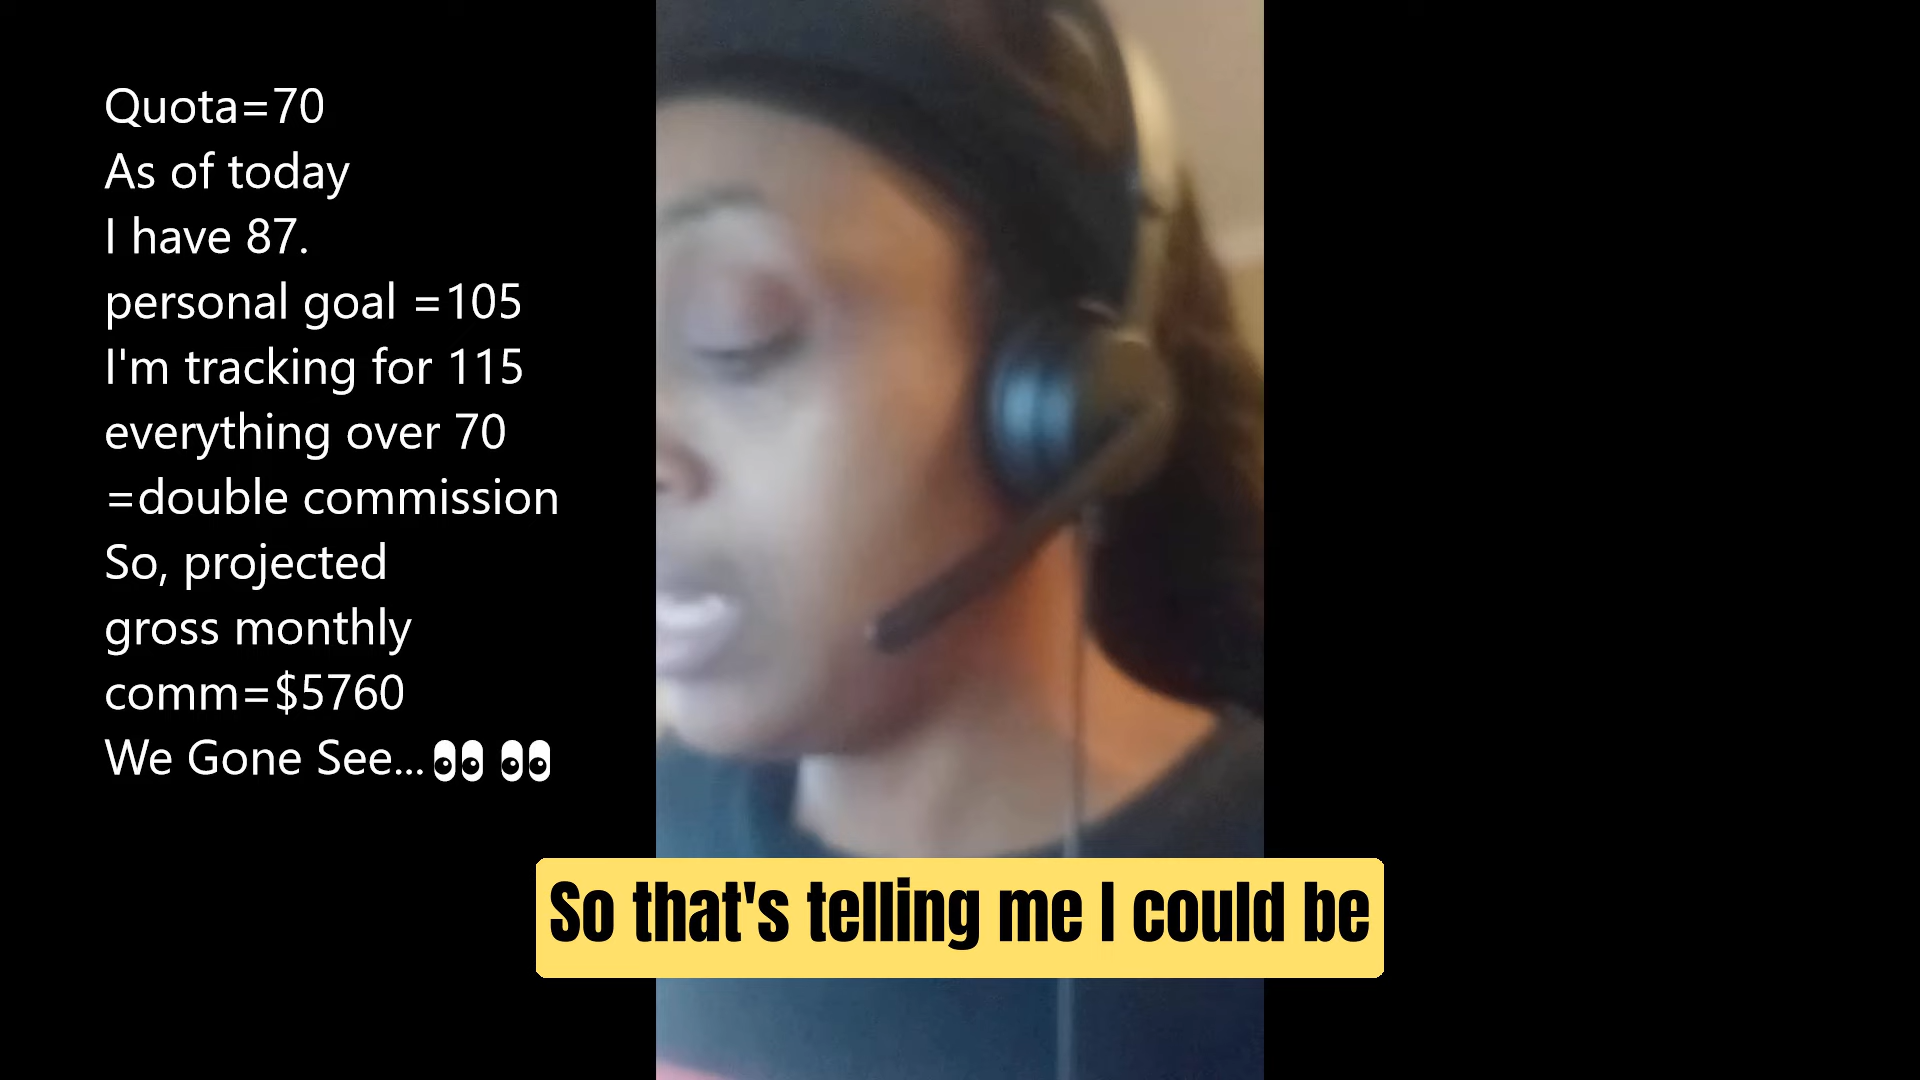 Quota=70
As of today
I have 87.
personal goal =105
I'm tracking for 115
everything over 70
=double commission
So, projected
gross monthly
comm=$5760
We Gone See...👀 👀
So that's telling me I could be